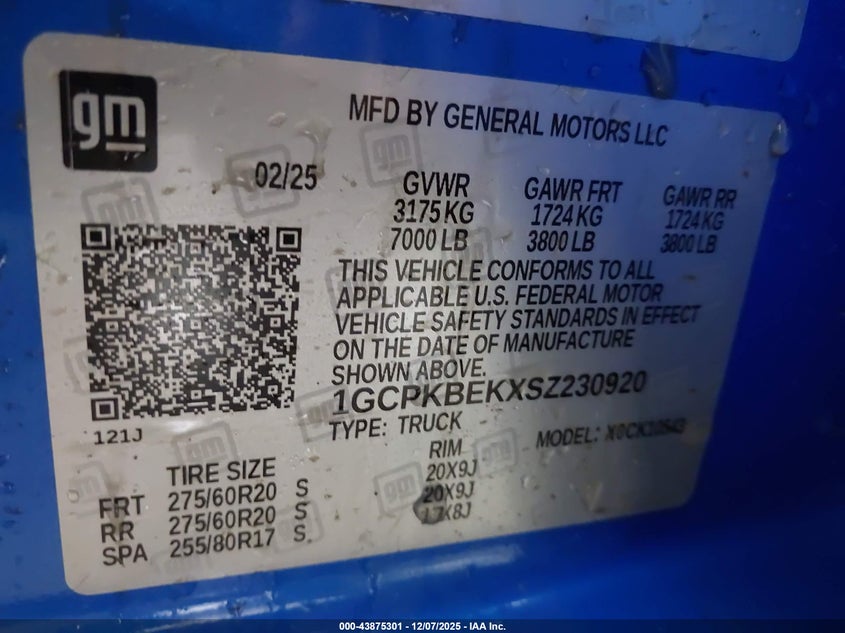 gm
MFD BY GENERAL MOTORS LLC
02/25
GVWR GAWR FRT GAWR RR
3175 KG 1724 KG 1724 KG
7000 LB 3800 LB 3800 LB
THIS VEHICLE CONFORMS TO ALL
APPLICABLE U.S. FEDERAL MOTOR
VEHICLE SAFETY STANDARDS IN EFFECT
ON THE DATE OF MANUFACTURE
SHOWN ABOVE.
1GCPKBEKXSZ230920
TYPE: TRUCK MODEL:
121J
TIRE SIZE RIM
FRT 275/60R20 S 20X9J
RR 275/60R20 S 20X9J
SPA 255/80R17 S 17X8J
000-43875301 - 12/07/2025 - IAA Inc.